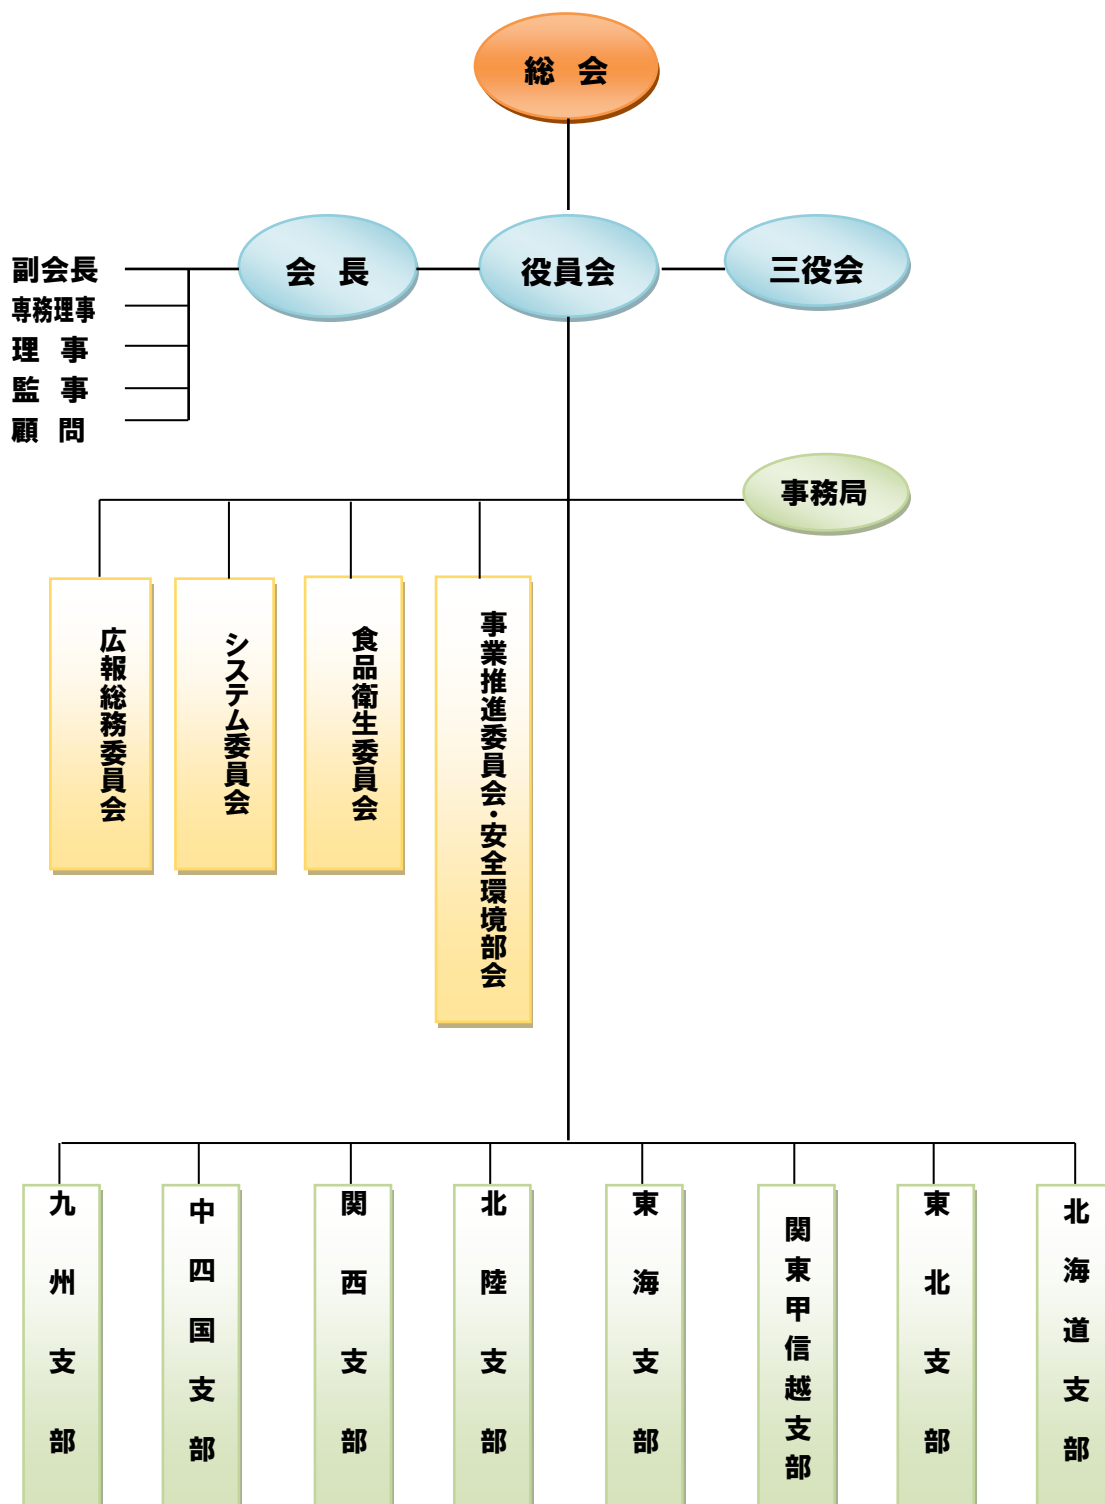 総　会
会　長
役員会
三役会
副会長
専務理事
理　事
監　事
顧　問
事務局
広報総務委員会
システム委員会
食品衛生委員会
事業推進委員会・安全環境部会
九州支部
中四国支部
関西支部
北陸支部
東海支部
関東甲信越支部
東北支部
北海道支部